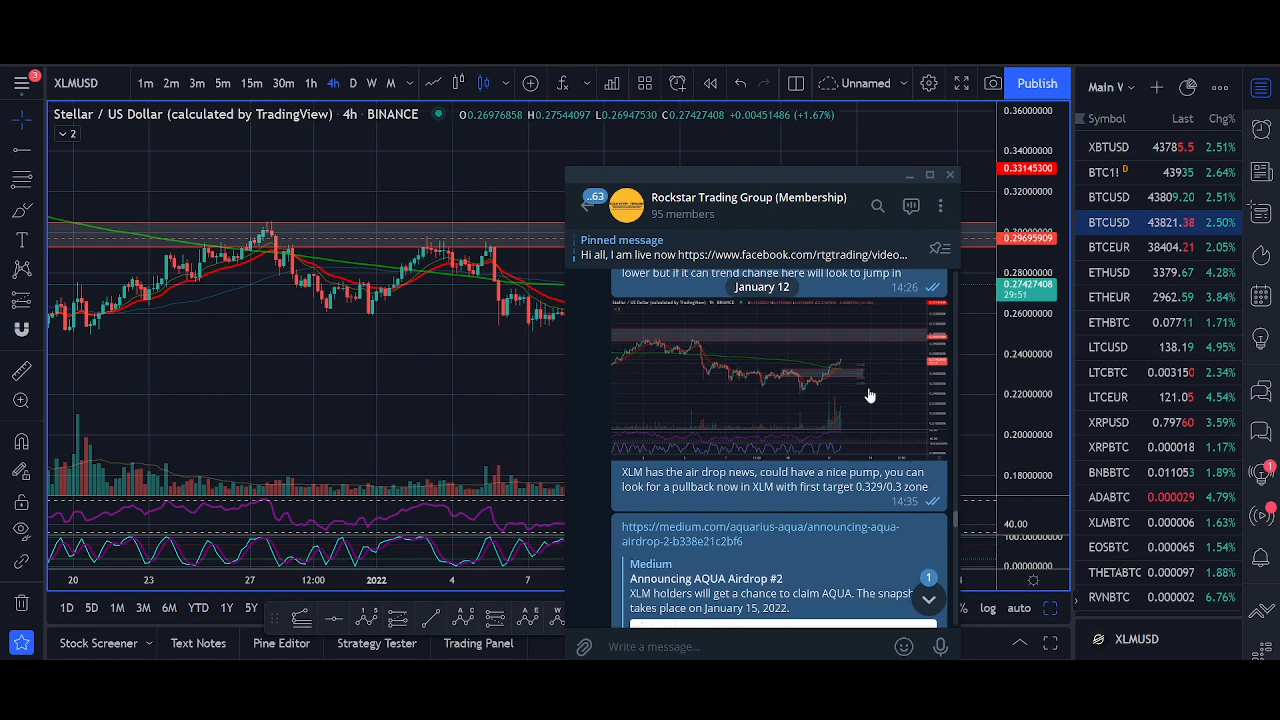 3
XLMUSD
1m 2m 3m 5m 15m 30m 1h 4h D W M
Unnamed
Publish
Main V
Stellar / US Dollar (calculated by TradingView) · 4h · BINANCE
O0.26976858 H0.27544097 L0.26947530 C0.27427408 +0.00451486 (+1.67%)
2
0.36000000
0.34000000
0.33145300
0.32000000
0.29695909
0.28000000
0.27427408
29:51
0.26000000
0.24000000
0.22000000
0.20000000
0.18000000
40.00
0.00000000
20 23 27 12:00 2022 4 7
..63
Rockstar Trading Group (Membership)
95 members
Pinned message
Hi all, I am live now https://www.facebook.com/rtgtrading/video...
lower but if it can trend change here will look to jump in
14:26
January 12
XLM has the air drop news, could have a nice pump, you can
look for a pullback now in XLM with first target 0.329/0.3 zone
14:35
https://medium.com/aquarius-aqua/announcing-aqua-
airdrop-2-b338e21c2bf6
Medium
Announcing AQUA Airdrop #2
XLM holders will get a chance to claim AQUA. The snapsh
takes place on January 15, 2022.
1
Write a message...
Symbol Last Chg%
XBTUSD 43785.5 2.51%
BTC1! D 43935 2.64%
BTCUSD 43809.20 2.51%
BTCUSD 43821.38 2.50%
BTCEUR 38404.21 2.05%
ETHUSD 3379.67 4.28%
ETHEUR 2962.59 3.84%
ETHBTC 0.07711 1.71%
LTCUSD 138.19 4.95%
LTCBTC 0.003150 2.34%
LTCEUR 121.05 4.54%
XRPUSD 0.79760 3.59%
XRPBTC 0.000018 1.17%
BNBBTC 0.011053 1.89%
ADABTC 0.000029 4.79%
XLMBTC 0.000006 1.63%
EOSBTC 0.000065 1.54%
THETABTC 0.000097 1.88%
RVNBTC 0.000002 6.76%
1D 5D 1M 3M 6M YTD 1Y 5Y
% log auto
Stock Screener Text Notes Pine Editor Strategy Tester Trading Panel
XLMUSD
1